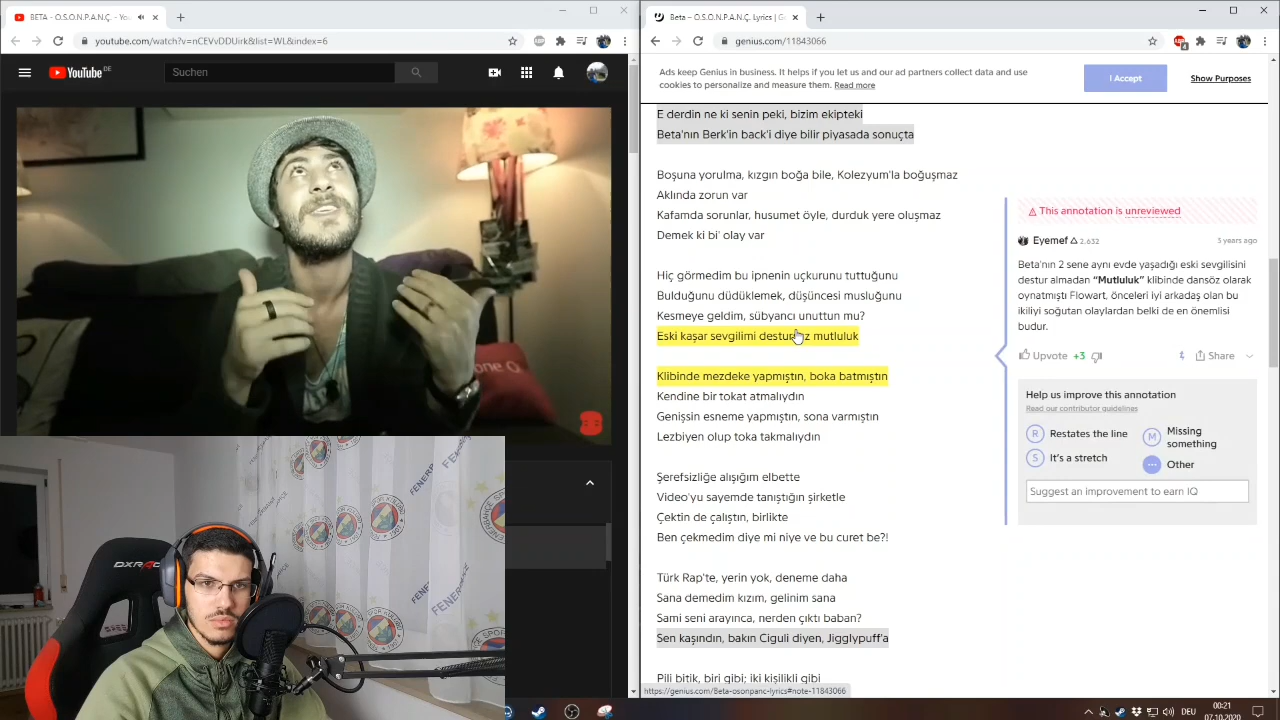 BETA - O.S.O.N.P.A.N.Ç. - You
youtube.com/watch?v=nCEVvDDUirk&list=WL&index=6
YouTube DE
Suchen
one O.
DXRAC
FENER
Beta – O.S.O.N.P.A.N.Ç. Lyrics | G
genius.com/11843066
4
Ads keep Genius in business. It helps if you let us and our ad partners collect data and use
cookies to personalize and measure them. Read more
I Accept
Show Purposes
E derdin ne ki senin peki, bizim ekipteki
Beta'nın Berk'in back'i diye bilir piyasada sonuçta
Boşuna yorulma, kızgın boğa bile, Kolezyum'la boğuşmaz
Aklında zorun var
Kafamda sorunlar, husumet öyle, durduk yere oluşmaz
Demek ki bi' olay var
Hiç görmedim bu ipnenin uçkurunu tuttuğunu
Bulduğunu düdüklemek, düşüncesi musluğunu
Kesmeye geldim, sübyancı unuttun mu?
Eski kaşar sevgilimi destursuz mutluluk
Klibinde mezdeke yapmıştın, boka batmıştın
Kendine bir tokat atmalıydın
Genişsin esneme yapmıştın, sona varmıştın
Lezbiyen olup toka takmalıydın
Şerefsizliğe alışığım elbette
Video'yu sayemde tanıştığın şirketle
Çektin de çalıştın, birlikte
Ben çekmedim diye mi niye ve bu curet be?!
Türk Rap'te, yerin yok, deneme daha
Sana demedim kızım, gelinim sana
Sami seni arayınca, nerden çıktı baban?
Sen kaşındın, bakın Ciguli diyen, Jigglypuff'a
Pili bitik, biri gibi; iki kişilikli gibi
https://genius.com/Beta-osonpanc-lyrics#note-11843066
This annotation is unreviewed
Eyemef 2.632
3 years ago
Beta'nın 2 sene aynı evde yaşadığı eski sevgilisini
destur almadan “Mutluluk” klibinde dansöz olarak
oynatmıştı Flowart, önceleri iyi arkadaş olan bu
ikiliyi soğutan olaylardan belki de en önemlisi
budur.
Upvote +3
Share
Help us improve this annotation
Read our contributor guidelines
R Restates the line
M Missing something
S It's a stretch
Other
Suggest an improvement to earn IQ
DEU
00:21
07.10.2020